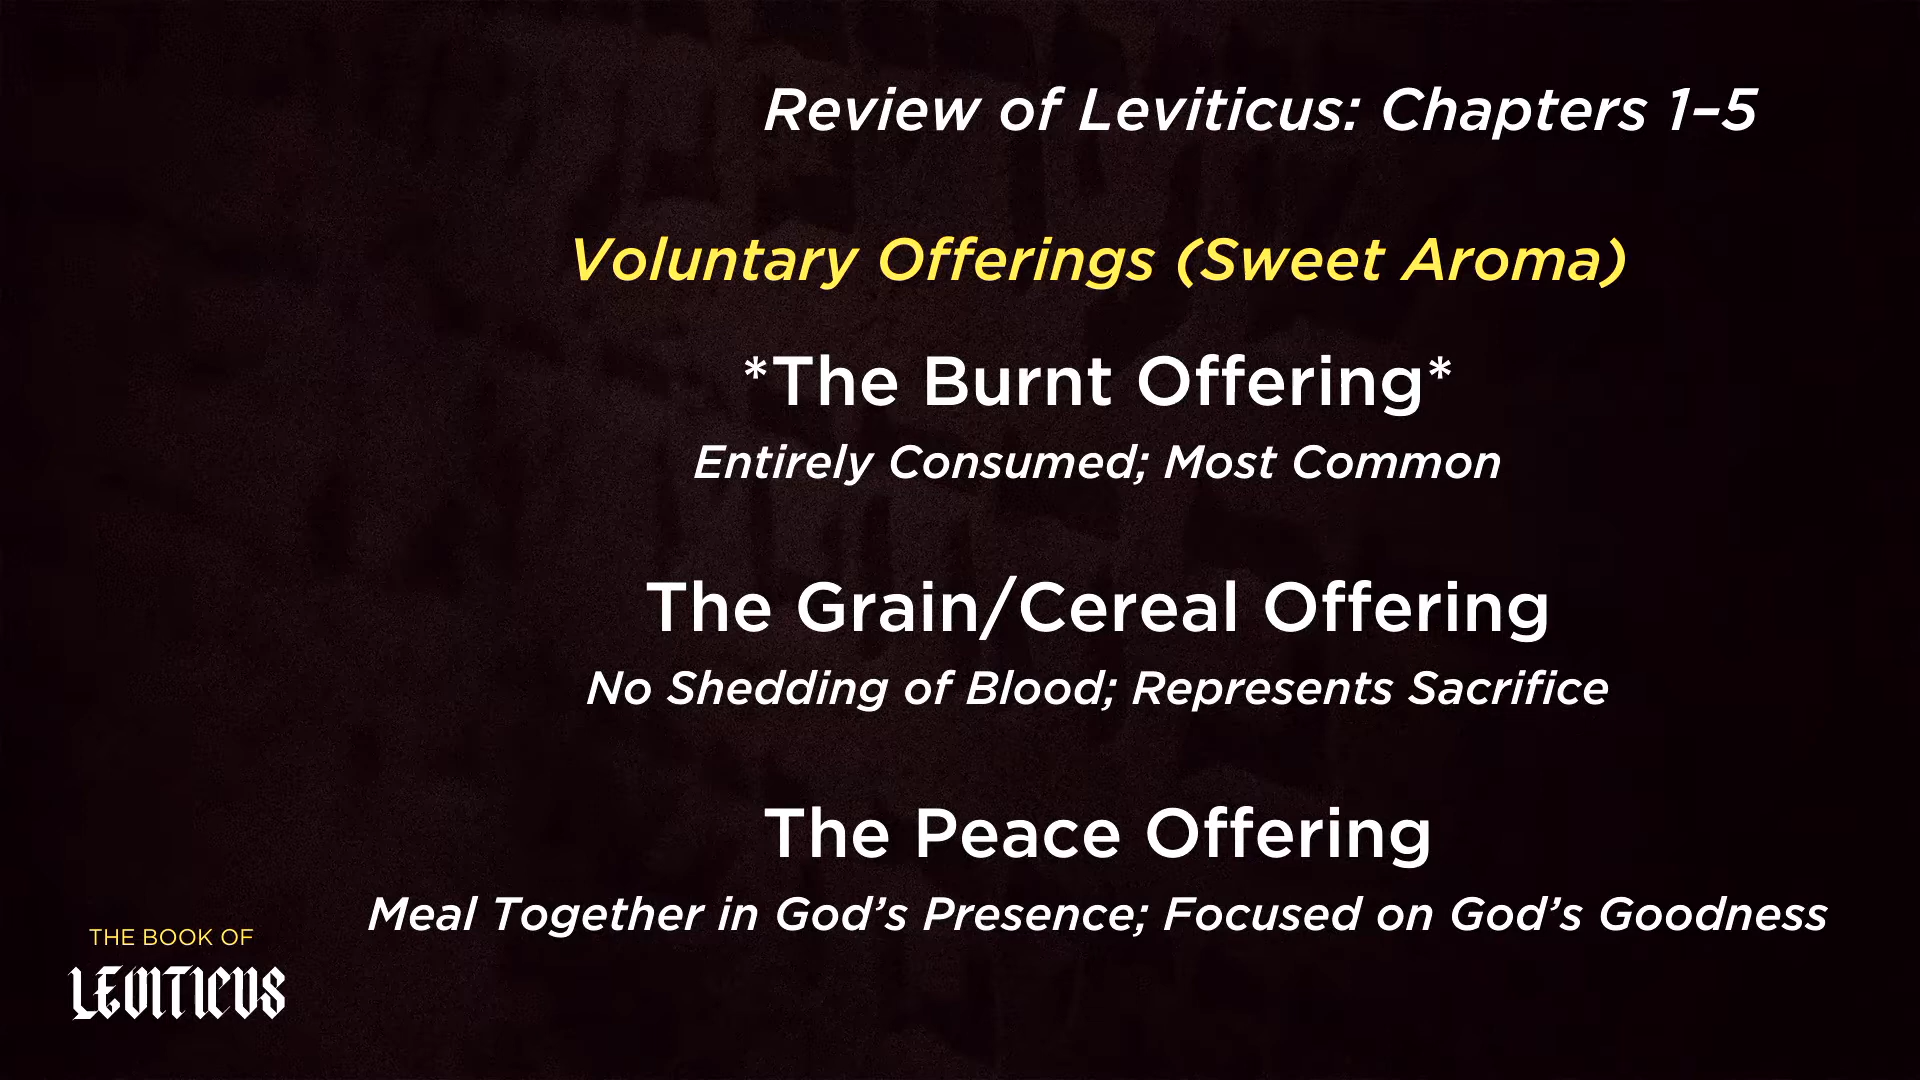 Review of Leviticus: Chapters 1–5
Voluntary Offerings (Sweet Aroma)
*The Burnt Offering*
Entirely Consumed; Most Common
The Grain/Cereal Offering
No Shedding of Blood; Represents Sacrifice
The Peace Offering
Meal Together in God’s Presence; Focused on God’s Goodness
THE BOOK OF
LEVITICUS